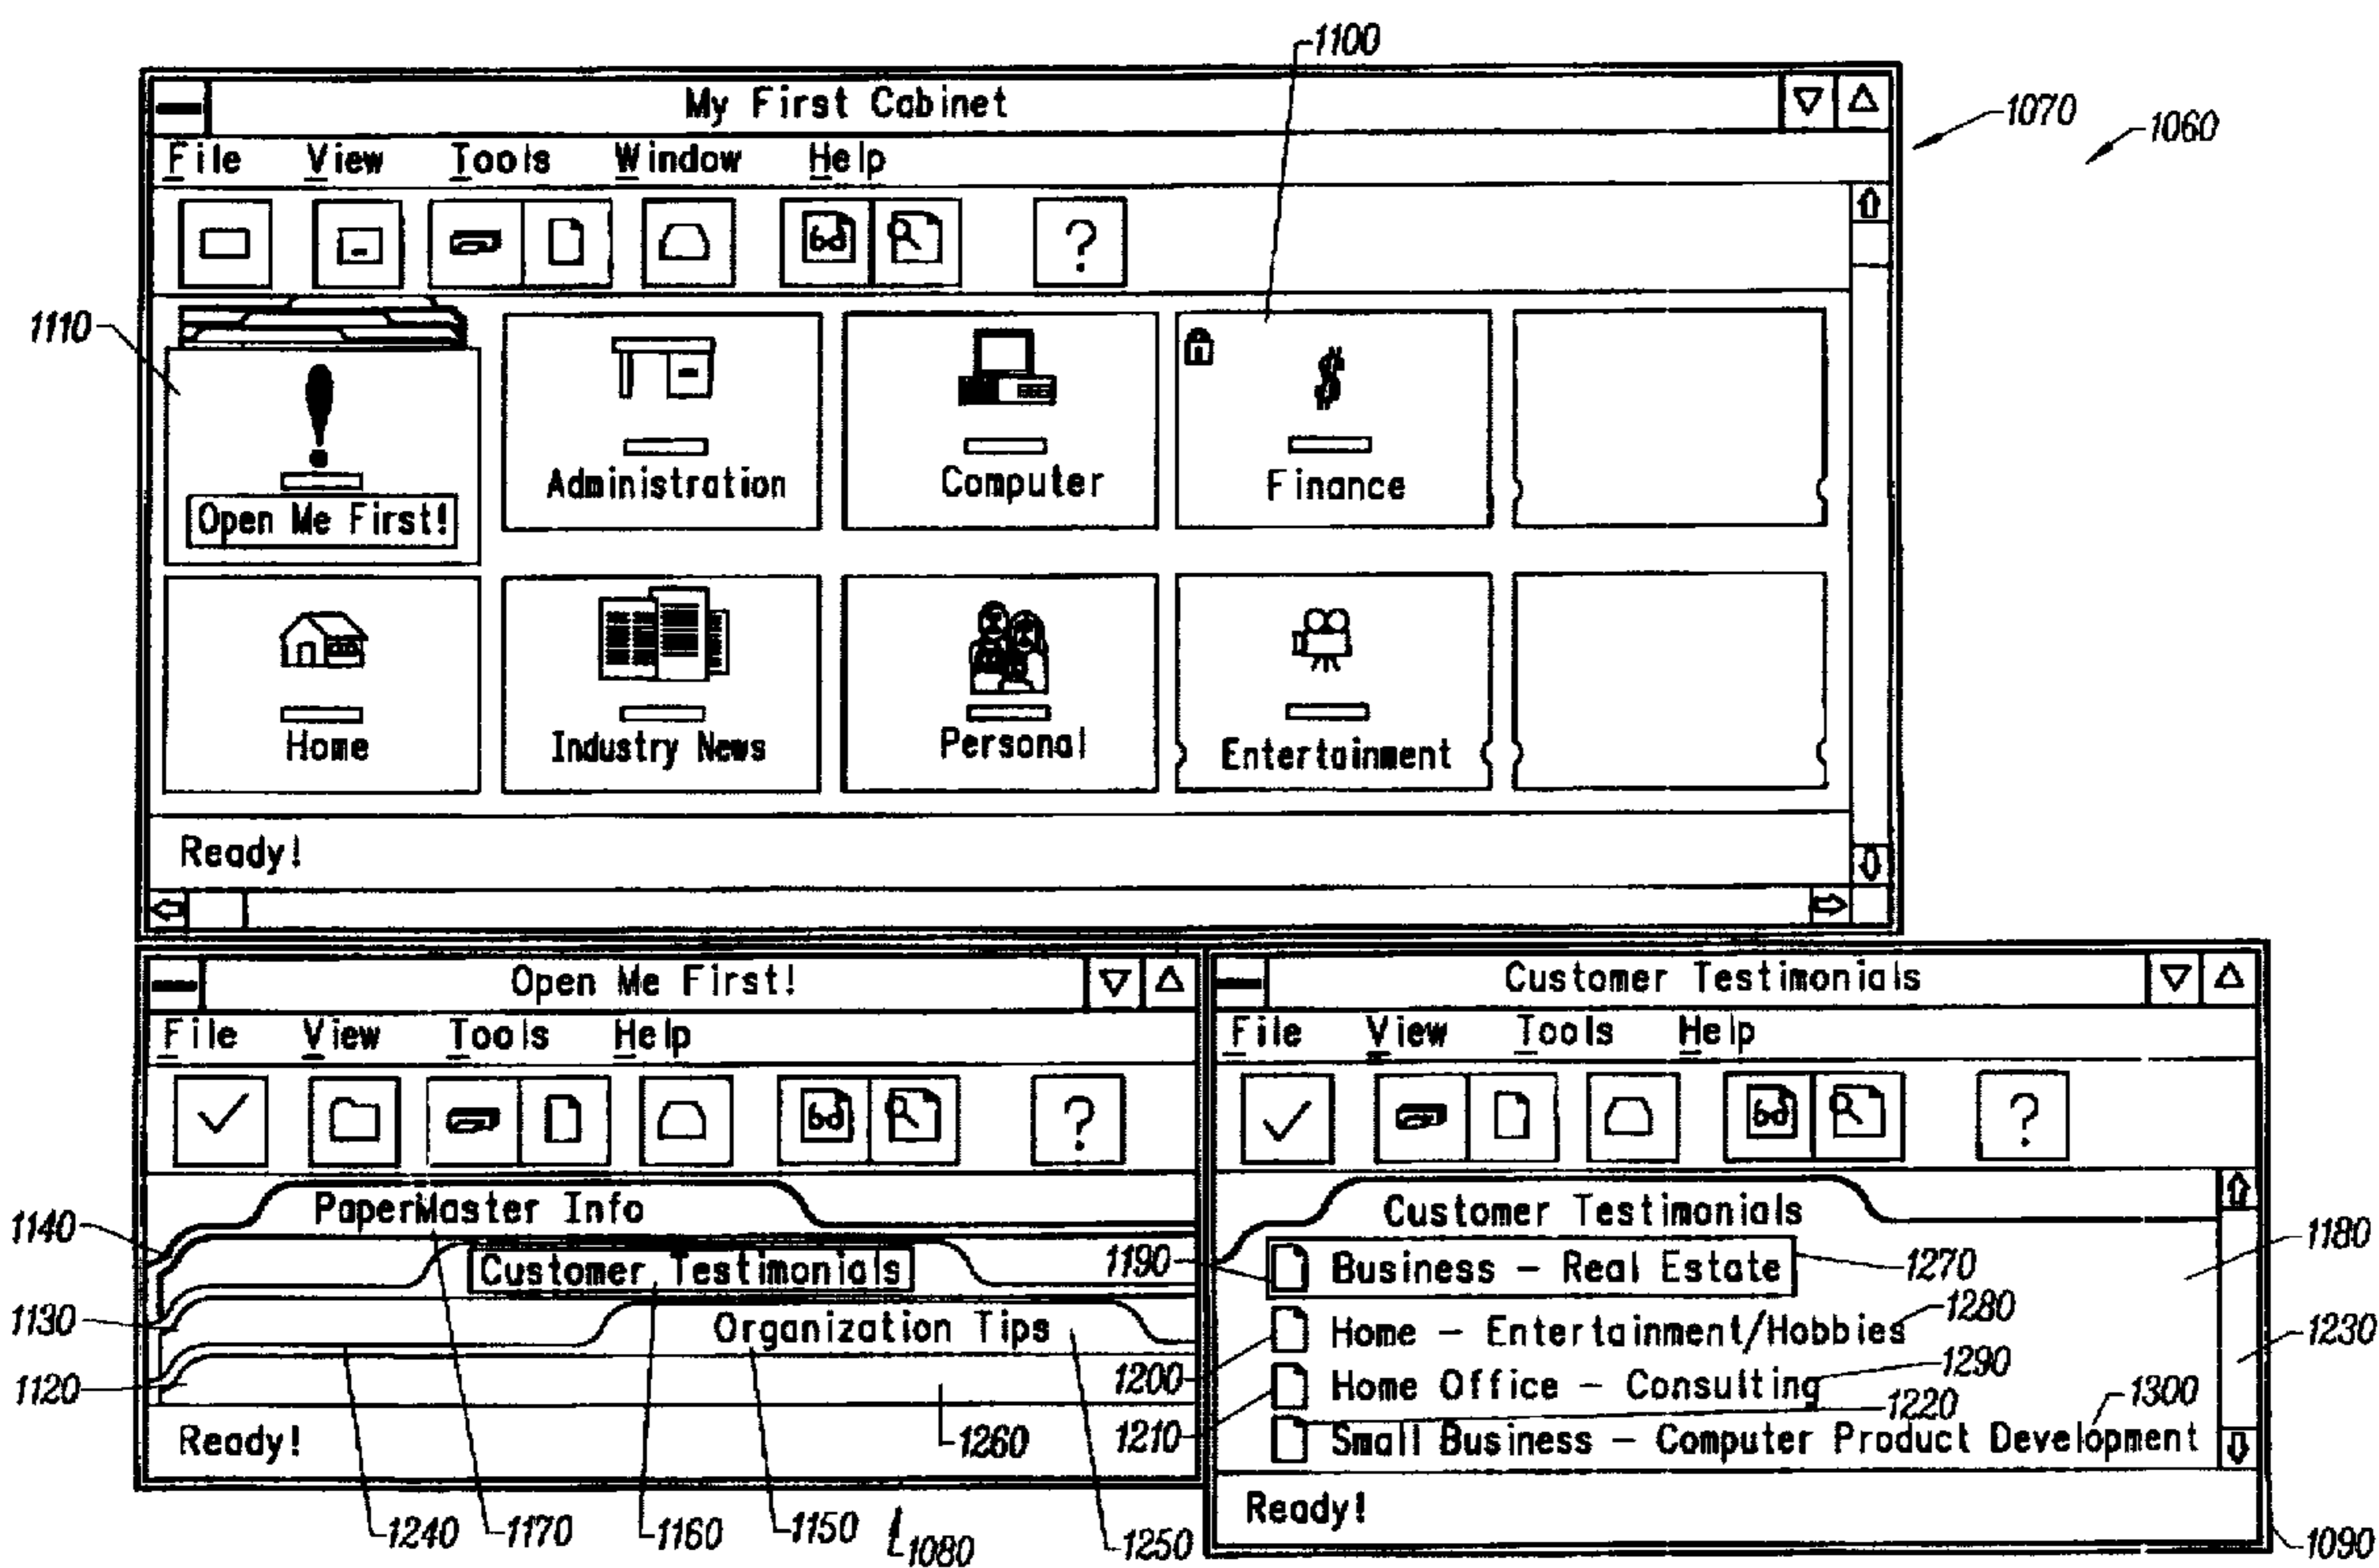 1100
My First Cabinet
1070
1060
File View Tools Window Help
?
1110
Open Me First!
Administration
Computer
$
Finance
Home
Industry News
Personal
Entertainment
Ready!
Open Me First!
File View Tools Help
?
1140
PaperMaster Info
1130
Customer Testimonials
Organization Tips
1120
Ready!
1260
1240
1170
1160
1150
1080
1250
Customer Testimonials
File View Tools Help
?
Customer Testimonials
1180
1190
Business - Real Estate
1270
1280
Home - Entertainment/Hobbies
1230
1200
1290
Home Office - Consulting
1300
1220
1210
Small Business - Computer Product Development
Ready!
1090